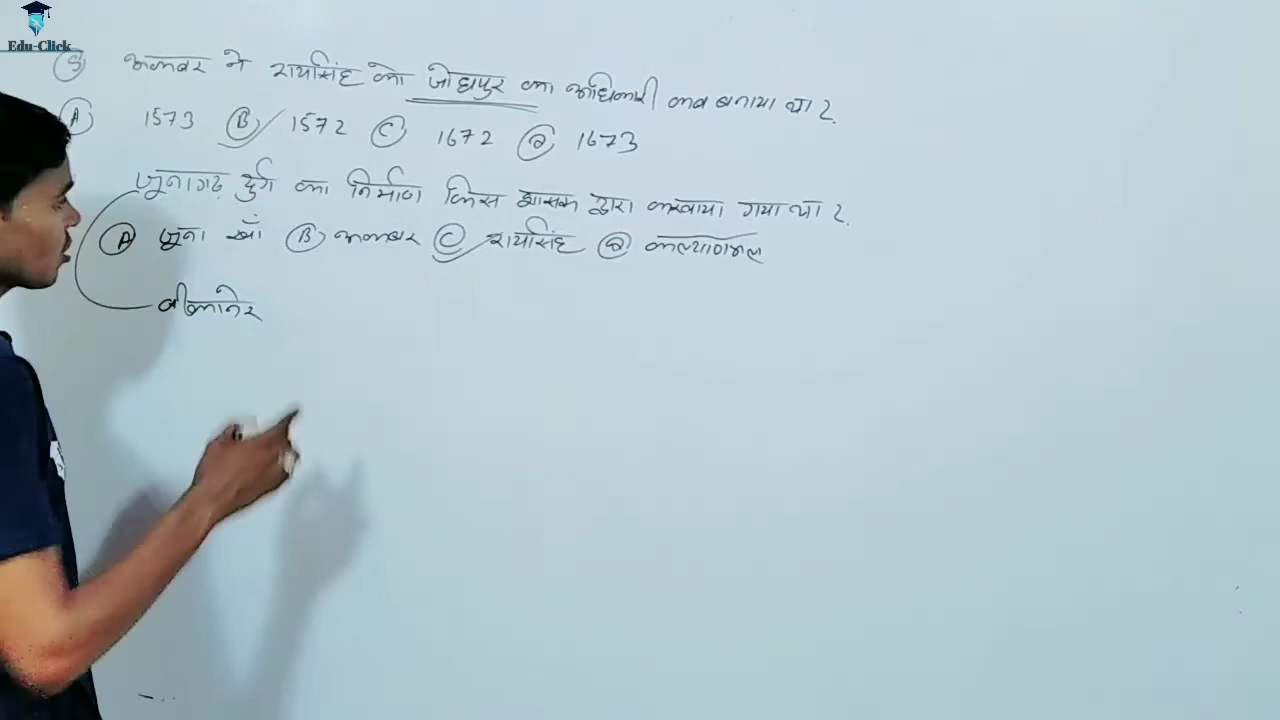 Edu-Click
Q अकबर ने रायसिंह को जोधपुर का अधिकारी कब बनाया था ?
A 1573 B 1572 C 1672 D 1673
जूनागढ़ दुर्ग का निर्माण किस शासक द्वारा करवाया गया था ?
A जूना खाँ B अकबर C रायसिंह D कल्याणमल
बीकानेर